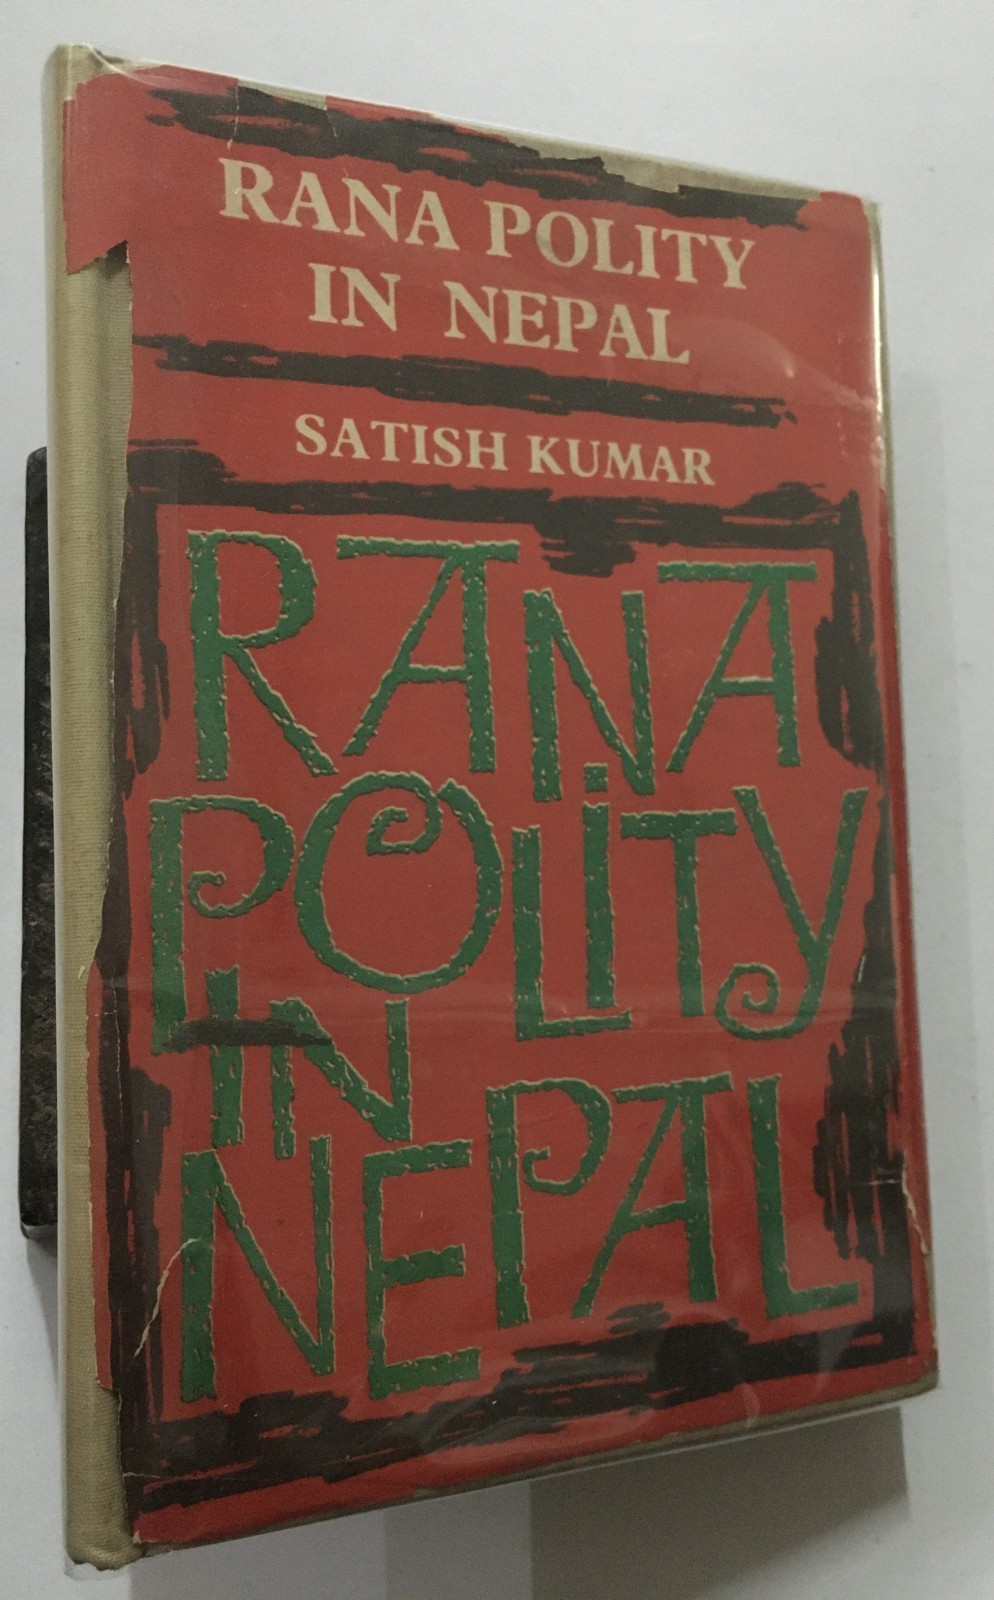 RANA POLITY
IN NEPAL
SATISH KUMAR
RANA
POLiTY
IN
NEPAL